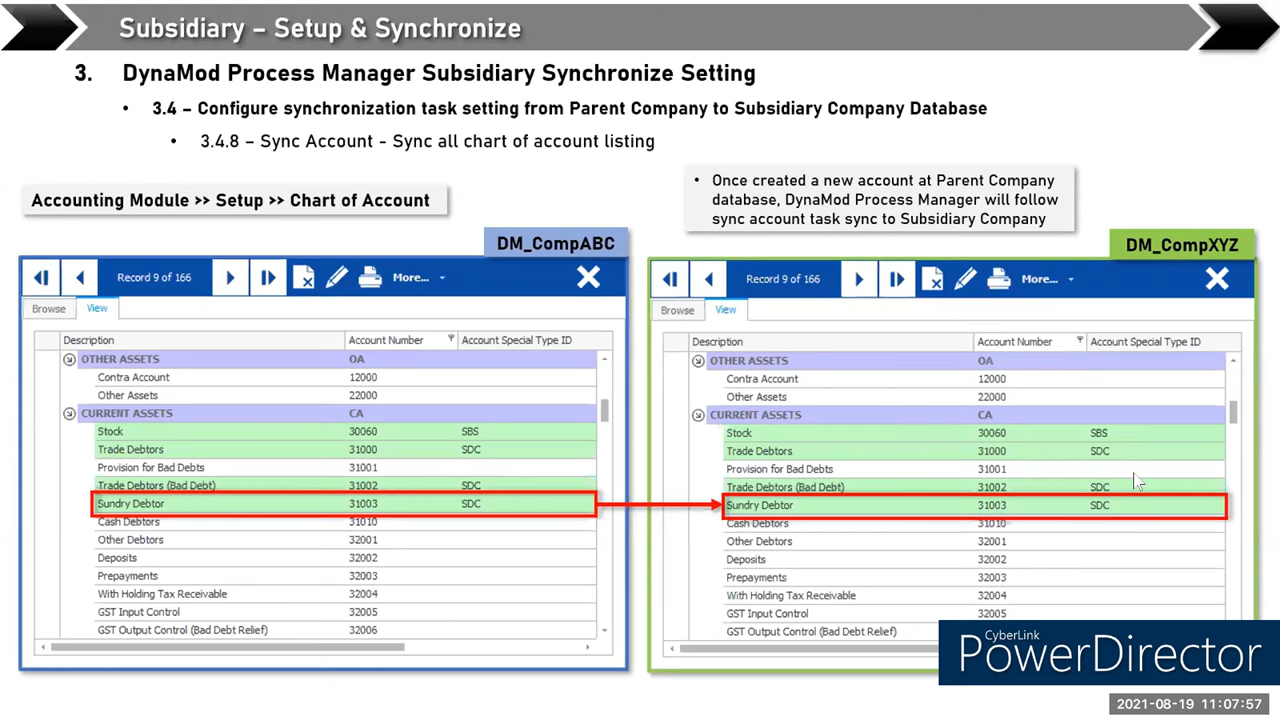 Subsidiary – Setup & Synchronize
3. DynaMod Process Manager Subsidiary Synchronize Setting
• 3.4 – Configure synchronization task setting from Parent Company to Subsidiary Company Database
• 3.4.8 – Sync Account - Sync all chart of account listing
Accounting Module >> Setup >> Chart of Account
• Once created a new account at Parent Company
database, DynaMod Process Manager will follow
sync account task sync to Subsidiary Company
DM_CompABC
Record 9 of 166 More...
Browse View
Description Account Number Account Special Type ID
OTHER ASSETS OA
Contra Account 12000
Other Assets 22000
CURRENT ASSETS CA
Stock 30060 SBS
Trade Debtors 31000 SDC
Provision for Bad Debts 31001
Trade Debtors (Bad Debt) 31002 SDC
Sundry Debtor 31003 SDC
Cash Debtors 31010
Other Debtors 32001
Deposits 32002
Prepayments 32003
With Holding Tax Receivable 32004
GST Input Control 32005
GST Output Control (Bad Debt Relief) 32006
DM_CompXYZ
Record 9 of 166 More...
Browse View
Description Account Number Account Special Type ID
OTHER ASSETS OA
Contra Account 12000
Other Assets 22000
CURRENT ASSETS CA
Stock 30060 SBS
Trade Debtors 31000 SDC
Provision for Bad Debts 31001
Trade Debtors (Bad Debt) 31002 SDC
Sundry Debtor 31003 SDC
Cash Debtors 31010
Other Debtors 32001
Deposits 32002
Prepayments 32003
With Holding Tax Receivable 32004
GST Input Control 32005
GST Output Control (Bad Debt Relief)
CyberLink
PowerDirector
2021-08-19 11:07:57